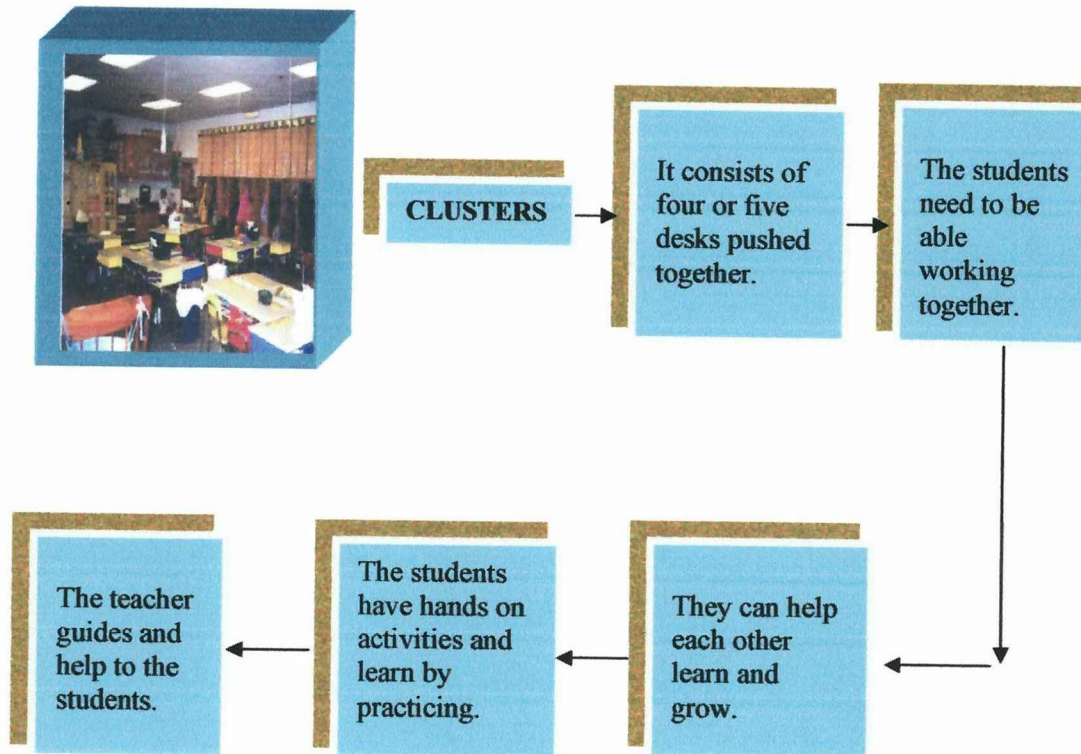 CLUSTERS
It consists of
four or five
desks pushed
together.
The students
need to be
able
working
together.
They can help
each other
learn and
grow.
The students
have hands on
activities and
learn by
practicing.
The teacher
guides and
help to the
students.